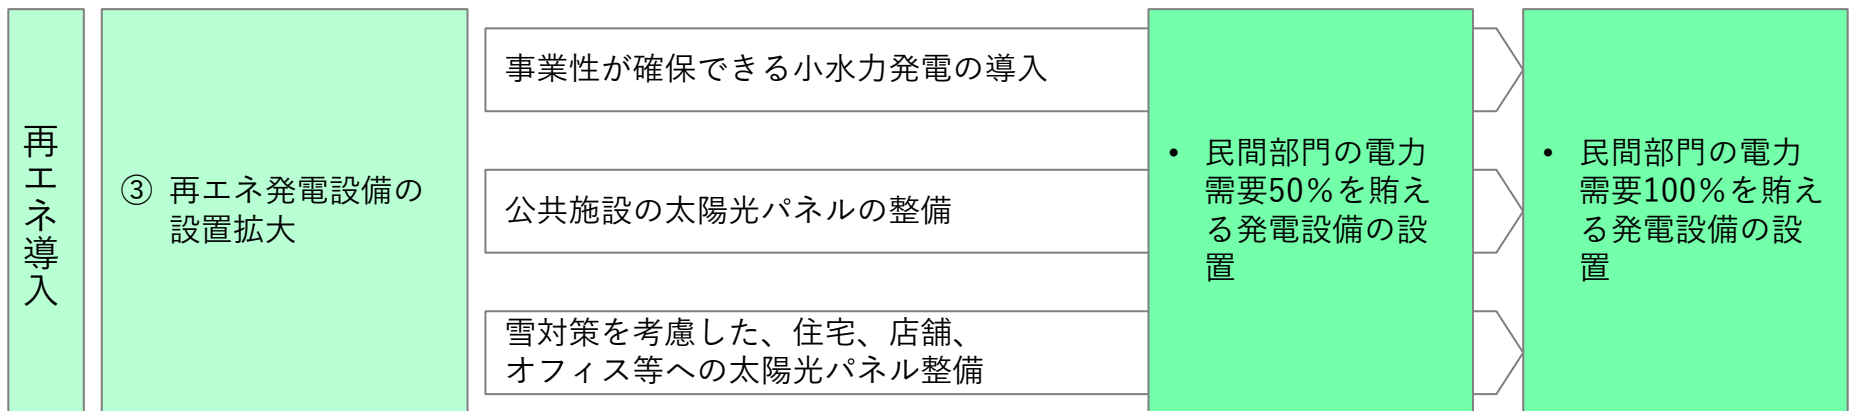 再エネ導入
③ 再エネ発電設備の
設置拡大
事業性が確保できる小水力発電の導入
公共施設の太陽光パネルの整備
雪対策を考慮した、住宅、店舗、
オフィス等への太陽光パネル整備
• 民間部門の電力
需要50％を賄え
る発電設備の設
置
• 民間部門の電力
需要100％を賄え
る発電設備の設
置